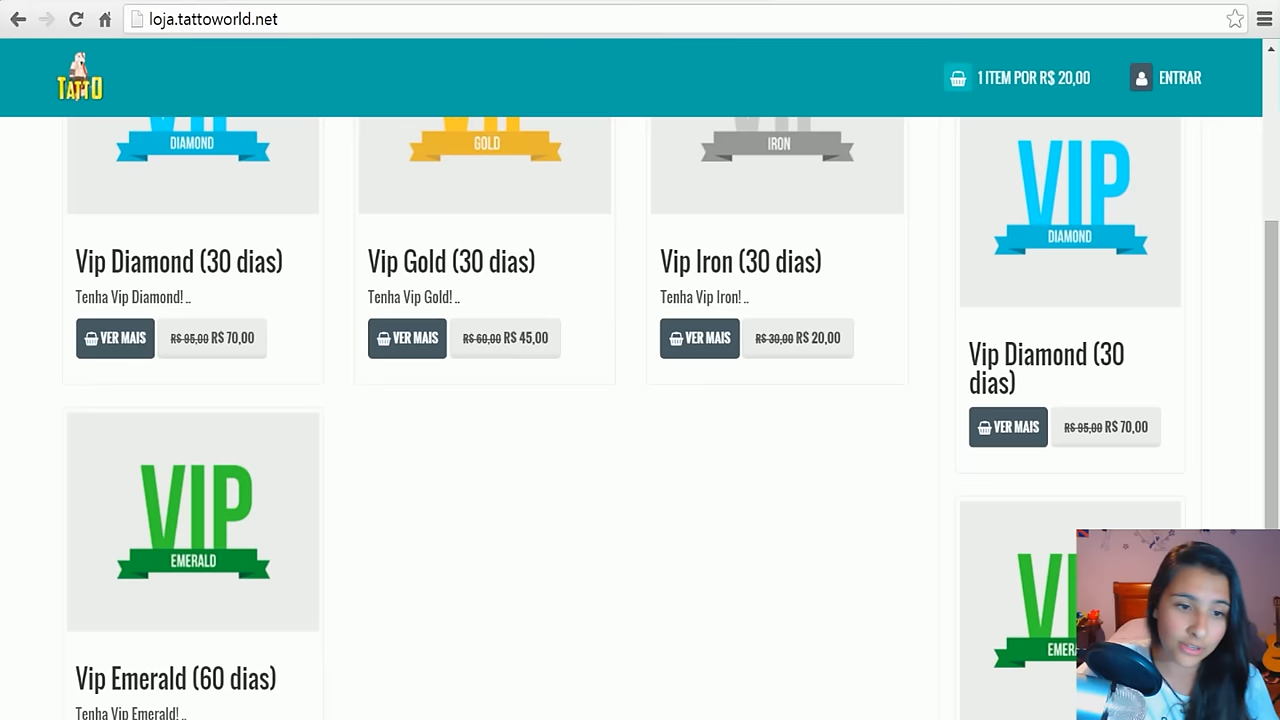 loja.tattoworld.net
TATTO
1 ITEM POR R$ 20,00
ENTRAR
VIP
DIAMOND
VIP
GOLD
VIP
IRON
VIP
DIAMOND
Vip Diamond (30 dias)
Tenha Vip Diamond! ..
VER MAIS
R$ 95,00 R$ 70,00
Vip Gold (30 dias)
Tenha Vip Gold! ..
VER MAIS
R$ 60,00 R$ 45,00
Vip Iron (30 dias)
Tenha Vip Iron! ..
VER MAIS
R$ 30,00 R$ 20,00
Vip Diamond (30
dias)
VER MAIS
R$ 95,00 R$ 70,00
VIP
EMERALD
Vip Emerald (60 dias)
Tenha Vip Emerald! ..